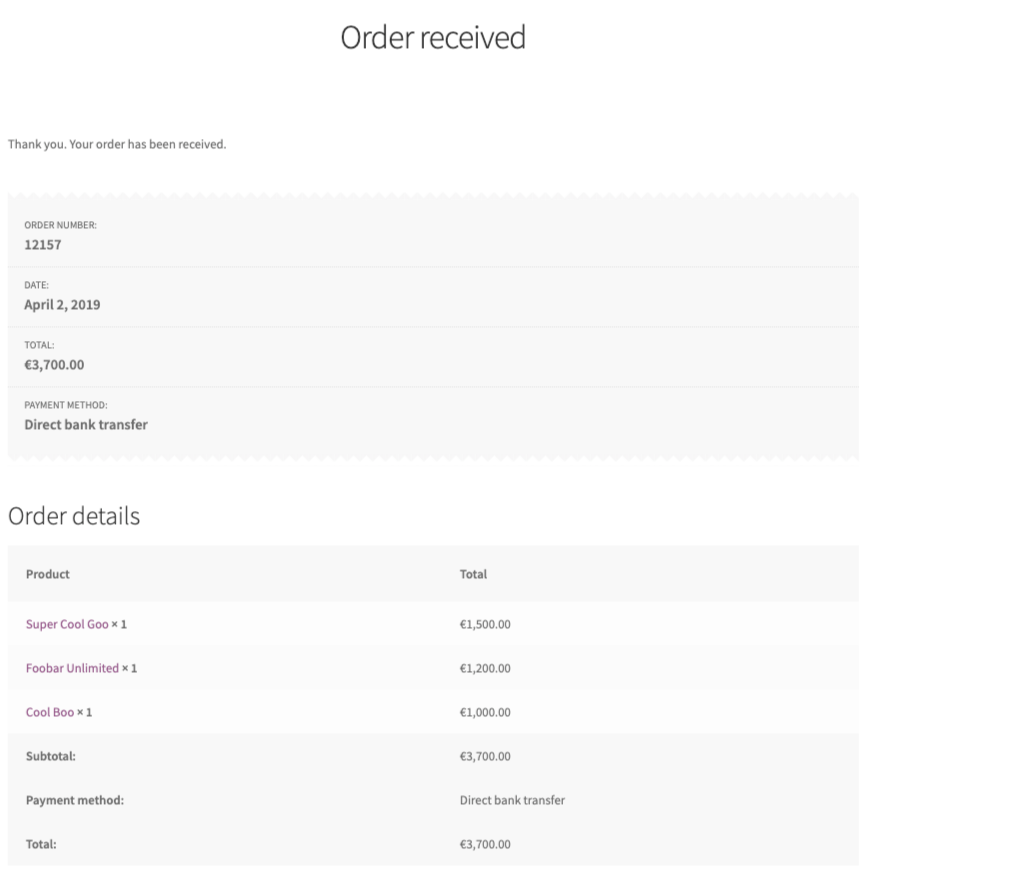 Order received
Thank you. Your order has been received.
ORDER NUMBER:
12157
DATE:
April 2, 2019
TOTAL:
€3,700.00
PAYMENT METHOD:
Direct bank transfer
Order details
Product Total
Super Cool Goo × 1 €1,500.00
Foobar Unlimited × 1 €1,200.00
Cool Boo × 1 €1,000.00
Subtotal: €3,700.00
Payment method: Direct bank transfer
Total: €3,700.00